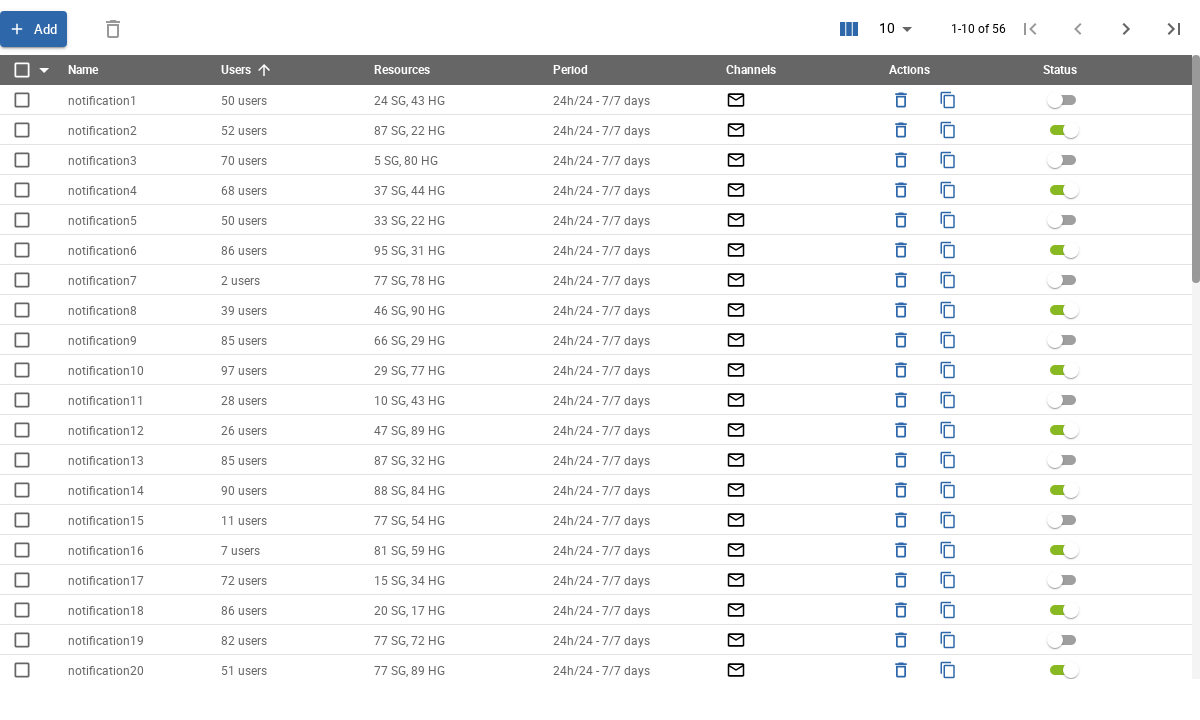 Add 10 1-10 of 56
Name Users Resources Period Channels Actions Status
notification1 50 users 24 SG, 43 HG 24h/24 - 7/7 days
notification2 52 users 87 SG, 22 HG 24h/24 - 7/7 days
notification3 70 users 5 SG, 80 HG 24h/24 - 7/7 days
notification4 68 users 37 SG, 44 HG 24h/24 - 7/7 days
notification5 50 users 33 SG, 22 HG 24h/24 - 7/7 days
notification6 86 users 95 SG, 31 HG 24h/24 - 7/7 days
notification7 2 users 77 SG, 78 HG 24h/24 - 7/7 days
notification8 39 users 46 SG, 90 HG 24h/24 - 7/7 days
notification9 85 users 66 SG, 29 HG 24h/24 - 7/7 days
notification10 97 users 29 SG, 77 HG 24h/24 - 7/7 days
notification11 28 users 10 SG, 43 HG 24h/24 - 7/7 days
notification12 26 users 47 SG, 89 HG 24h/24 - 7/7 days
notification13 85 users 87 SG, 32 HG 24h/24 - 7/7 days
notification14 90 users 88 SG, 84 HG 24h/24 - 7/7 days
notification15 11 users 77 SG, 54 HG 24h/24 - 7/7 days
notification16 7 users 81 SG, 59 HG 24h/24 - 7/7 days
notification17 72 users 15 SG, 34 HG 24h/24 - 7/7 days
notification18 86 users 20 SG, 17 HG 24h/24 - 7/7 days
notification19 82 users 77 SG, 72 HG 24h/24 - 7/7 days
notification20 51 users 77 SG, 89 HG 24h/24 - 7/7 days